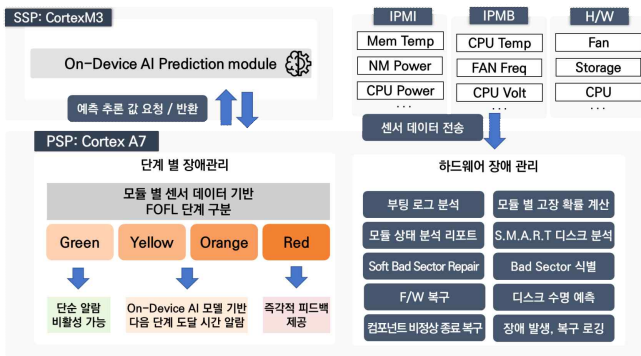 SSP: CortexM3
On-Device AI Prediction module
예측 추론 값 요청 / 반환
IPMI
IPMB
H/W
Mem Temp
NM Power
CPU Power
...
CPU Temp
FAN Freq
CPU Volt
...
Fan
Storage
CPU
...
센서 데이터 전송
PSP: Cortex A7
단계 별 장애관리
모듈 별 센서 데이터 기반
FOFL 단계 구분
Green
Yellow
Orange
Red
단순 알람
비활성 가능
On-Device AI 모델 기반
다음 단계 도달 시간 알람
즉각적 피드백
제공
하드웨어 장애 관리
부팅 로그 분석
모듈 별 고장 확률 계산
모듈 상태 분석 리포트
S.M.A.R.T 디스크 분석
Soft Bad Sector Repair
Bad Sector 식별
F/W 복구
디스크 수명 예측
컴포넌트 비정상 종료 복구
장애 발생, 복구 로깅